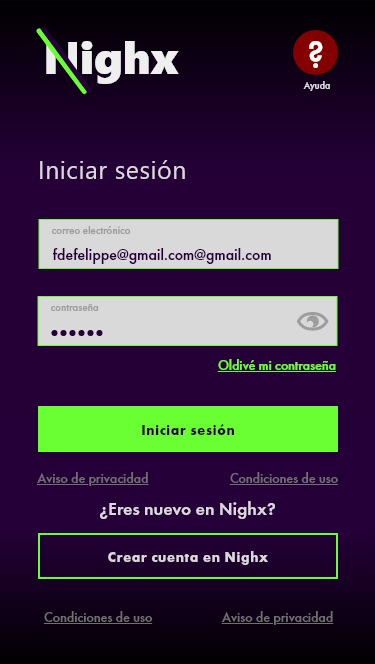 Nighx
?
Ayuda
Iniciar sesión
correo electrónico
fdefelippe@gmail.com@gmail.com
contraseña
••••••
Oldivé mi contraseña
Iniciar sesión
Aviso de privacidad
Condiciones de uso
¿Eres nuevo en Nighx?
Crear cuenta en Nighx
Condiciones de uso
Aviso de privacidad